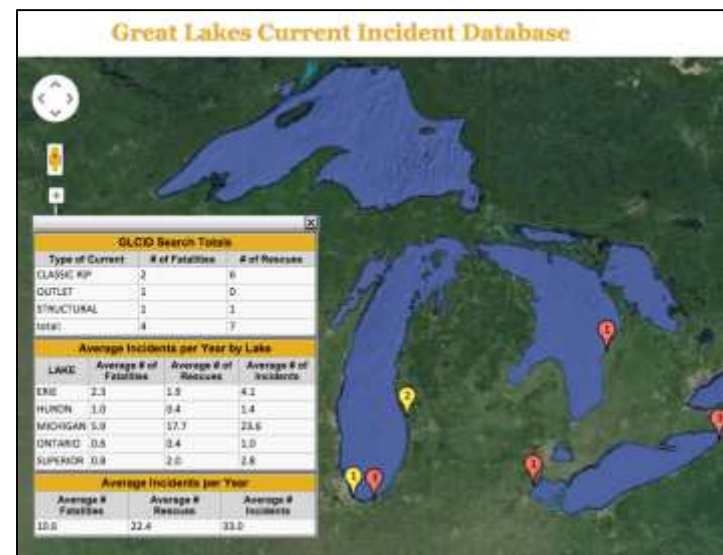 Great Lakes Current Incident Database
GLCID Search Totals
Type of Current # of Fatalities # of Rescues
CLASSIC RIP 2 6
OUTLET 1 0
STRUCTURAL 1 1
total: 4 7
Average Incidents per Year by Lake
LAKE Average # of Fatalities Average # of Rescues Average # of Incidents
ERIE 2.3 1.9 4.2
HURON 1.0 0.4 1.4
MICHIGAN 5.9 17.7 23.6
ONTARIO 0.6 0.4 1.0
SUPERIOR 0.8 2.0 2.8
Average Incidents per Year
Average # Fatalities Average # Rescues Average # Incidents
10.6 22.4 33.0
1
2
1
3
1